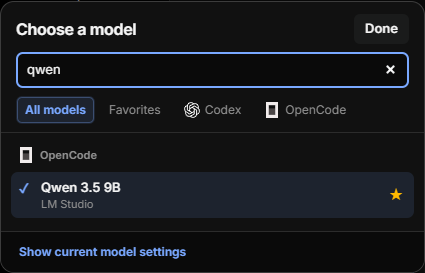 Choose a model
Done
qwen
All models
Favorites
Codex
OpenCode
OpenCode
Qwen 3.5 9B
LM Studio
Show current model settings